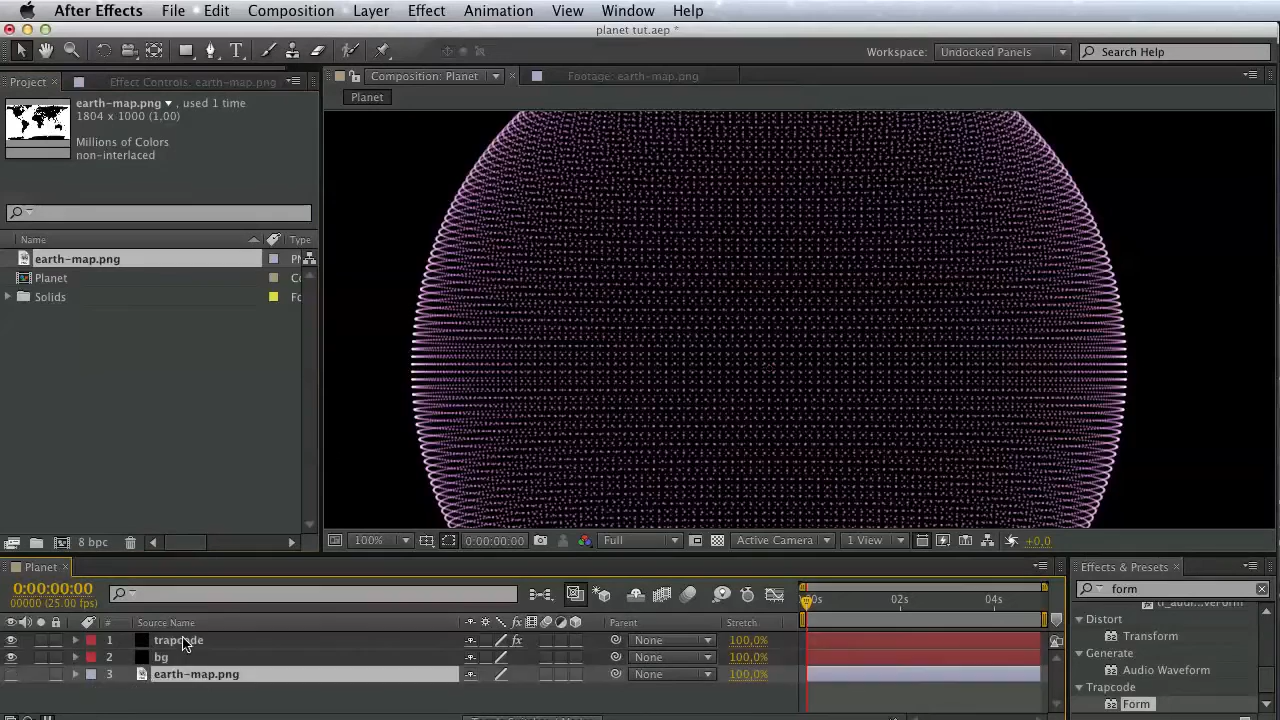 After Effects File Edit Composition Layer Effect Animation View Window Help
planet tut.aep *
Workspace: Undocked Panels Search Help
Project × Effect Controls: earth-map.png
Composition: Planet
Footage: earth-map.png
earth-map.png , used 1 time
1804 x 1000 (1,00)
Planet
Millions of Colors
non-interlaced
Name Type
earth-map.png
Planet
Solids
8 bpc
100% 0:00:00:00 Full Active Camera 1 View +0,0
Planet ×
Effects & Presets ×
0:00:00:00
00000 (25.00 fps)
form
02s 04s
# Source Name Parent Stretch
1 trapcode fx None 100,0%
2 bg None 100,0%
3 earth-map.png None 100,0%
Distort
Transform
Generate
Audio Waveform
Trapcode
Form